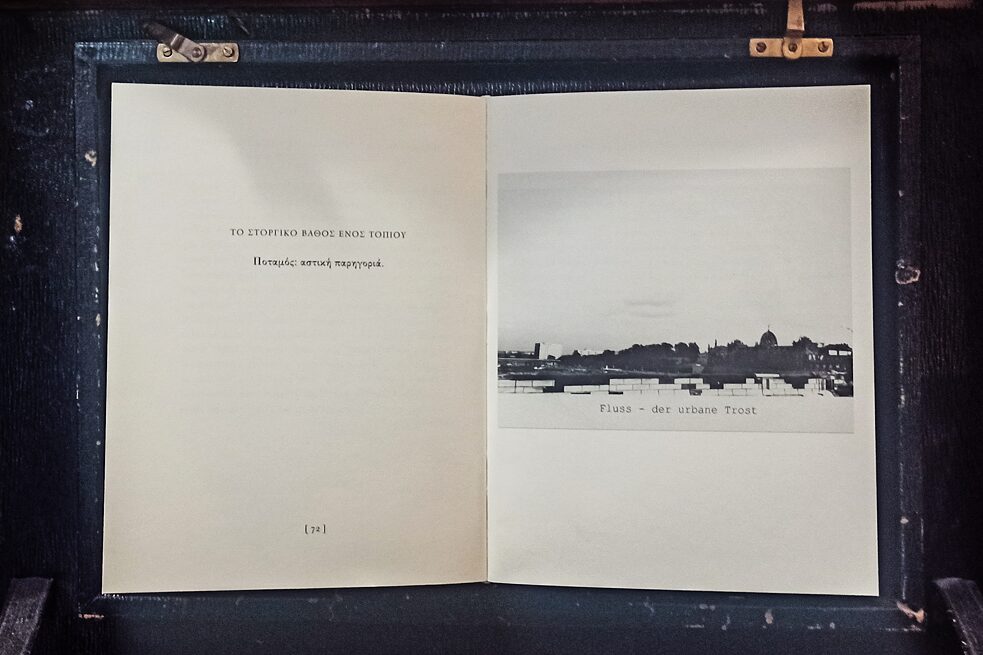 ΤΟ ΣΤΟΡΓΙΚΟ ΒΑΘΟΣ ΕΝΟΣ ΤΟΠΙΟΥ
Ποταμός: αστική παρηγοριά.
[ 72 ]
Fluss - der urbane Trost